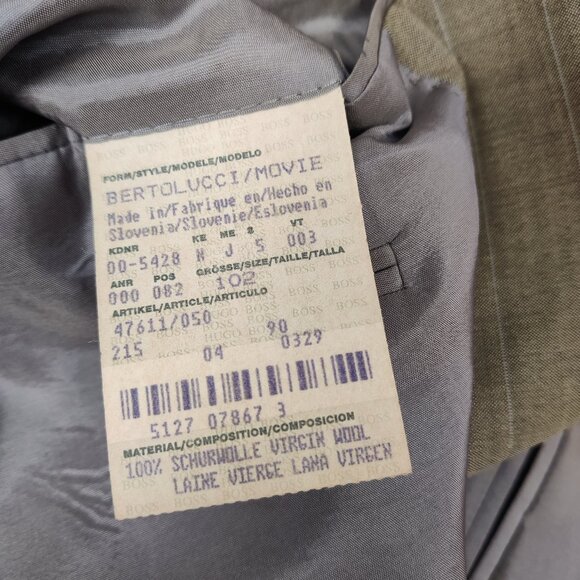 FORM/STYLE/MODELE/MODELO
BERTOLUCCI/MOVIE
Made in/Fabrique en/Hecho en
Slovenia/Slovenie/Eslovenia
KDNR KE ME S VT
00-5428 N J 5 003
ANR POS GRÖSSE/SIZE/TAILLE/TALLA
000 082 102
ARTIKEL/ARTICLE/ARTICULO
47611/050 90
215 04 0329
5127 07867 3
MATERIAL/COMPOSITION/COMPOSICION
100% SCHURWOLLE VIRGIN WOOL
LAINE VIERGE LANA VIRGEN